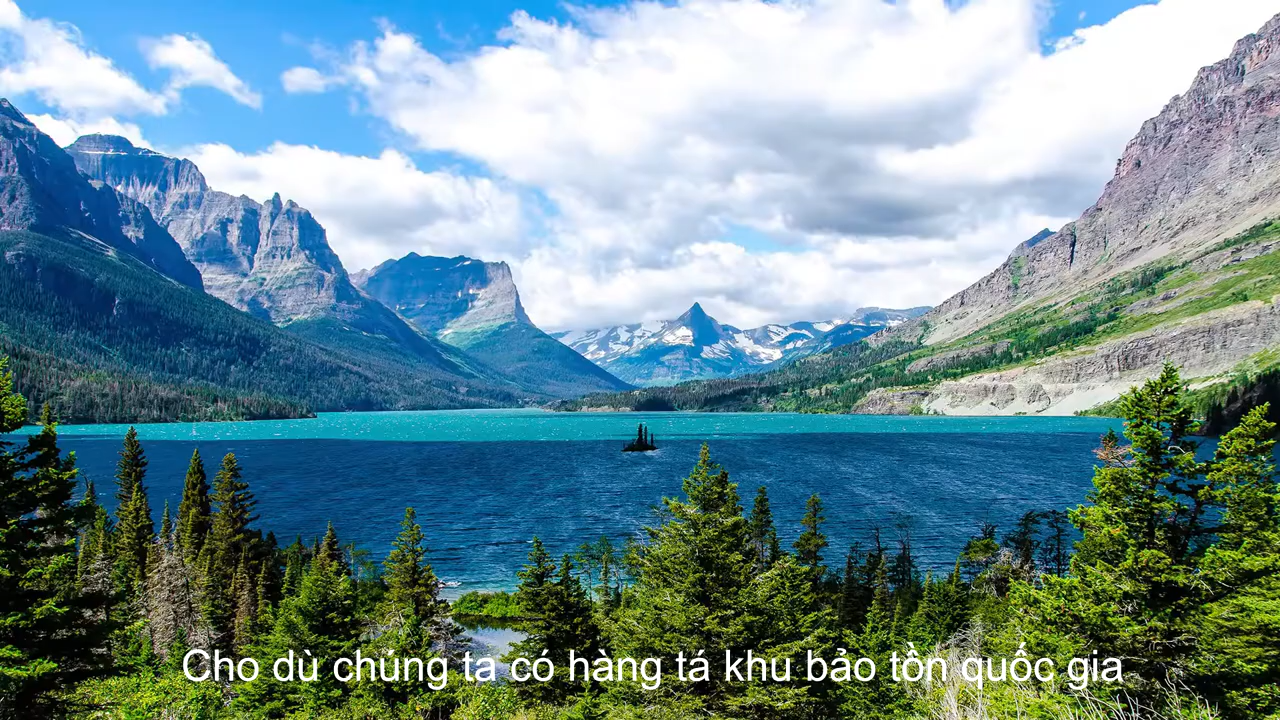 Cho dù chúng ta có hàng tá khu bảo tồn quốc gia